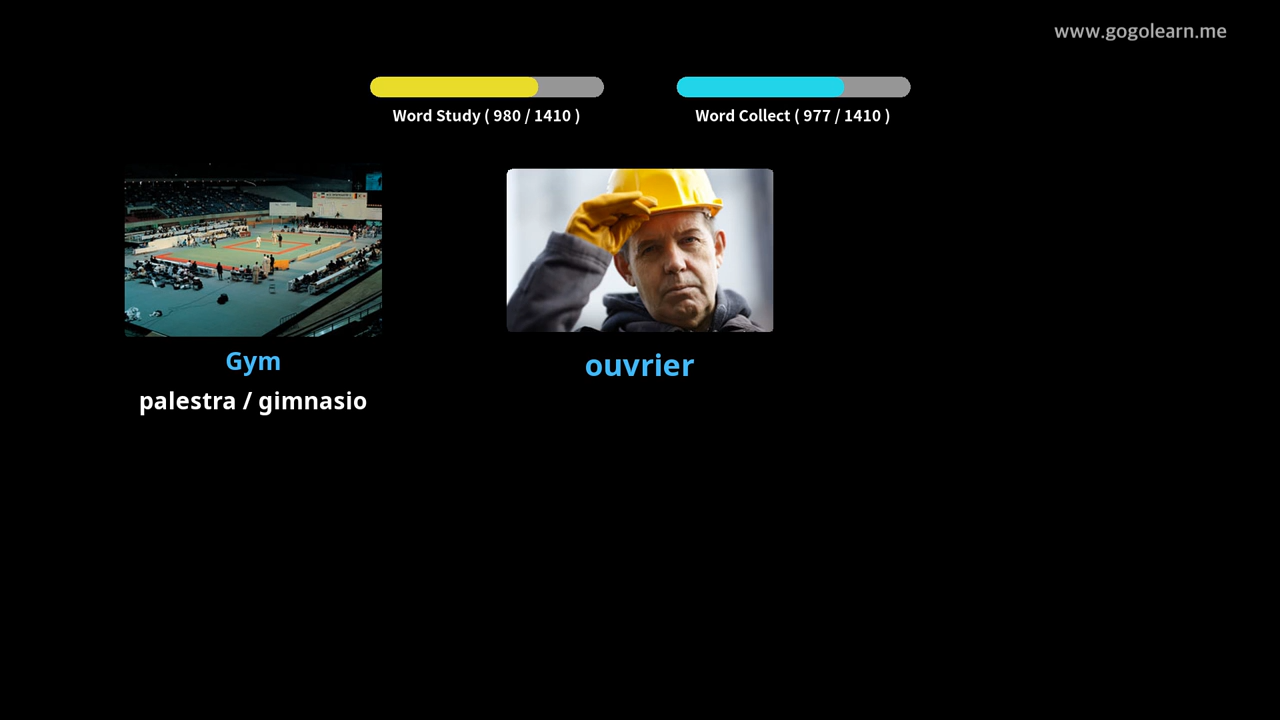 www.gogolearn.me
Word Study ( 980 / 1410 )
Word Collect ( 977 / 1410 )
Gym
palestra / gimnasio
ouvrier